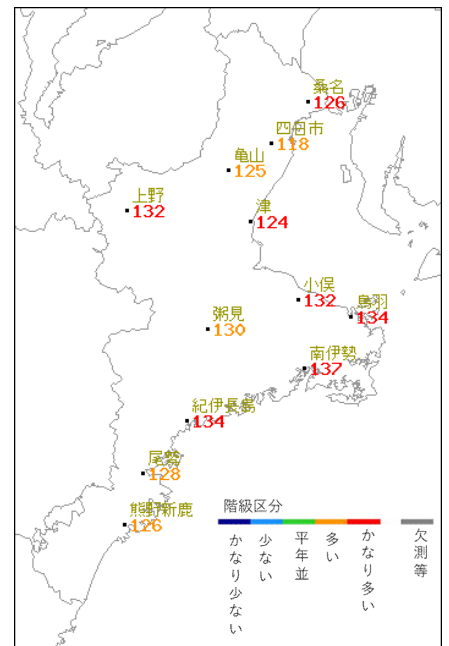 桑名
126
四日市
118
亀山
125
上野
132
津
124
小俣
132
鳥羽
134
粥見
130
南伊勢
137
紀伊長島
134
尾鷲
128
熊野新鹿
126
階級区分
かなり少ない
少ない
平年並
多い
かなり多い
欠測等